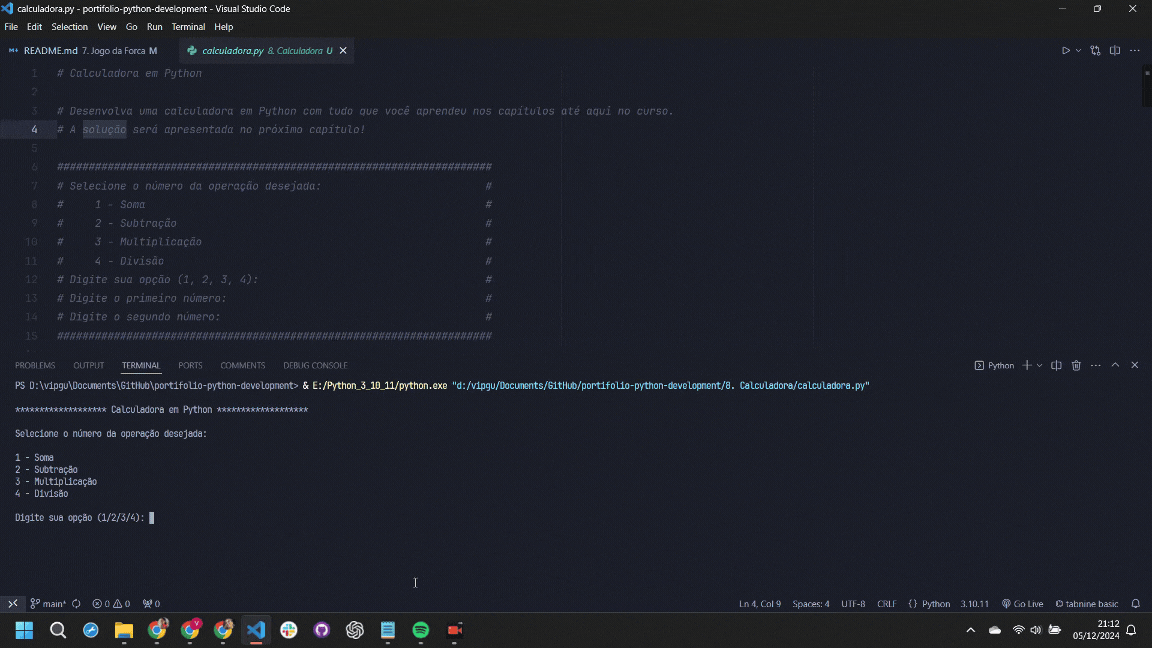 calculadora.py - portifolio-python-development - Visual Studio Code
File Edit Selection View Go Run Terminal Help
README.md 7. Jogo da Forca M calculadora.py 8. Calculadora U
1 # Calculadora em Python
2
3 # Desenvolva uma calculadora em Python com tudo que você aprendeu nos capítulos até aqui no curso.
4 # A solução será apresentada no próximo capítulo!
5
6 ######################################################################
7 # Selecione o número da operação desejada: #
8 # 1 - Soma #
9 # 2 - Subtração #
10 # 3 - Multiplicação #
11 # 4 - Divisão #
12 # Digite sua opção (1, 2, 3, 4): #
13 # Digite o primeiro número: #
14 # Digite o segundo número: #
15 ######################################################################
PROBLEMS OUTPUT TERMINAL PORTS COMMENTS DEBUG CONSOLE Python
PS D:\vipgu\Documents\GitHub\portifolio-python-development> & E:/Python_3_10_11/python.exe "d:/vipgu/Documents/GitHub/portifolio-python-development/8. Calculadora/calculadora.py"
******************* Calculadora em Python *******************
Selecione o número da operação desejada:
1 - Soma
2 - Subtração
3 - Multiplicação
4 - Divisão
Digite sua opção (1/2/3/4):
main* 0 0 0 Ln 4, Col 9 Spaces: 4 UTF-8 CRLF {} Python 3.10.11 Go Live tabnine basic
21:12
05/12/2024